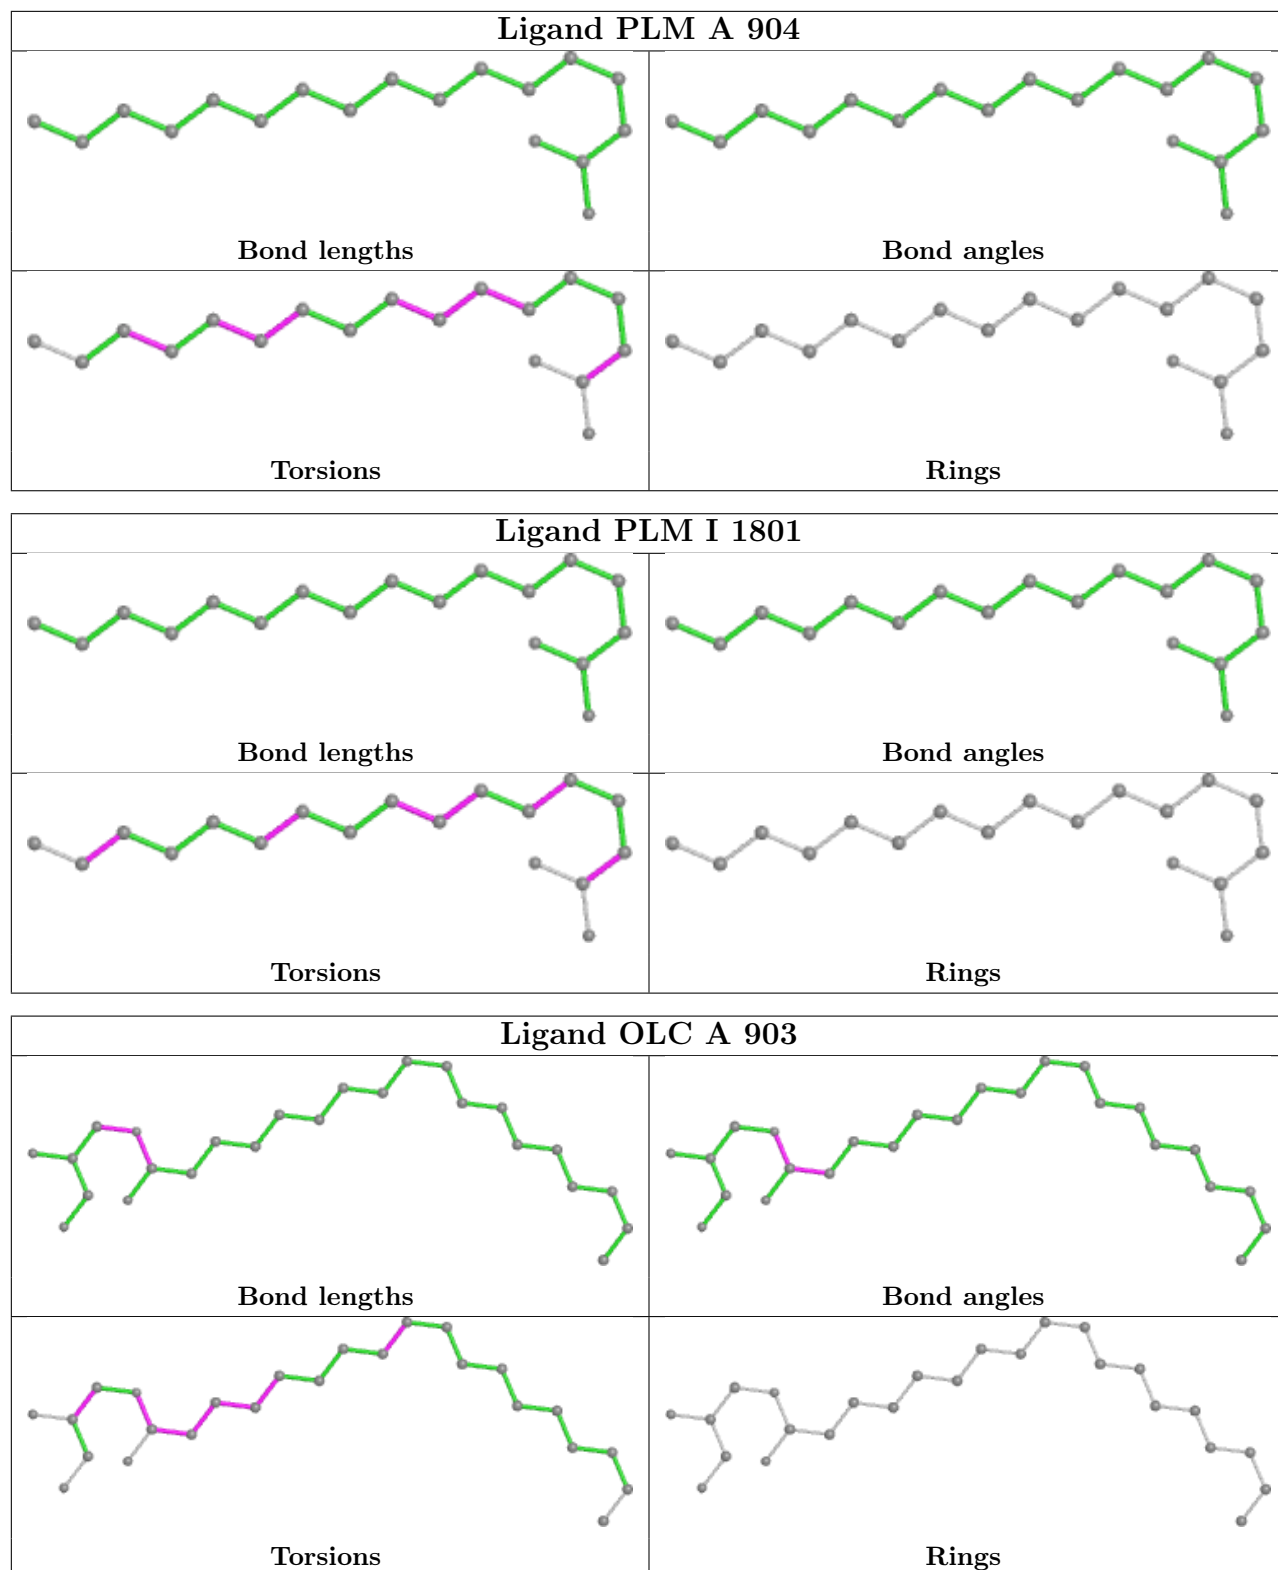 Ligand PLM A 904
Bond lengths
Bond angles
Torsions
Rings
Ligand PLM I 1801
Bond lengths
Bond angles
Torsions
Rings
Ligand OLC A 903
Bond lengths
Bond angles
Torsions
Rings